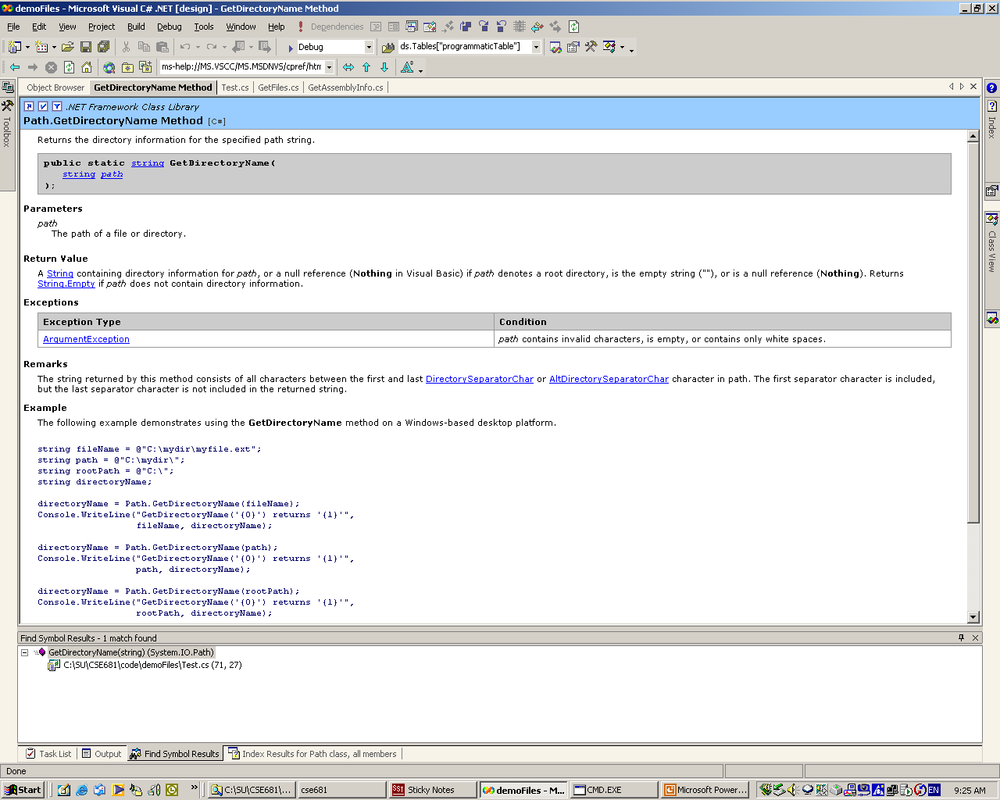 demoFiles - Microsoft Visual C# .NET [design] - GetDirectoryName Method
File Edit View Project Build Debug Tools Window Help Dependencies
Debug ds.Tables["programmaticTable"]
ms-help://MS.VSCC/MS.MSDNVS/cpref/htm
Object Browser GetDirectoryName Method Test.cs GetFiles.cs GetAssemblyInfo.cs
Toolbox
Index
Class View
.NET Framework Class Library
Path.GetDirectoryName Method [C#]
Returns the directory information for the specified path string.
public static string GetDirectoryName(
string path
);
Parameters
path
The path of a file or directory.
Return Value
A String containing directory information for path, or a null reference (Nothing in Visual Basic) if path denotes a root directory, is the empty string (""), or is a null reference (Nothing). Returns
String.Empty if path does not contain directory information.
Exceptions
Exception Type Condition
ArgumentException path contains invalid characters, is empty, or contains only white spaces.
Remarks
The string returned by this method consists of all characters between the first and last DirectorySeparatorChar or AltDirectorySeparatorChar character in path. The first separator character is included,
but the last separator character is not included in the returned string.
Example
The following example demonstrates using the GetDirectoryName method on a Windows-based desktop platform.
string fileName = @"C:\mydir\myfile.ext";
string path = @"C:\mydir\";
string rootPath = @"C:\";
string directoryName;
directoryName = Path.GetDirectoryName(fileName);
Console.WriteLine("GetDirectoryName('{0}') returns '{1}'",
fileName, directoryName);
directoryName = Path.GetDirectoryName(path);
Console.WriteLine("GetDirectoryName('{0}') returns '{1}'",
path, directoryName);
directoryName = Path.GetDirectoryName(rootPath);
Console.WriteLine("GetDirectoryName('{0}') returns '{1}'",
rootPath, directoryName);
Find Symbol Results - 1 match found
GetDirectoryName(string) (System.IO.Path)
C:\SU\CSE681\code\demoFiles\Test.cs (71, 27)
Task List Output Find Symbol Results Index Results for Path class, all members
Done
Start C:\SU\CSE681\... cse681 SST Sticky Notes demoFiles - M... CMD.EXE Microsoft Power... EN 9:25 AM